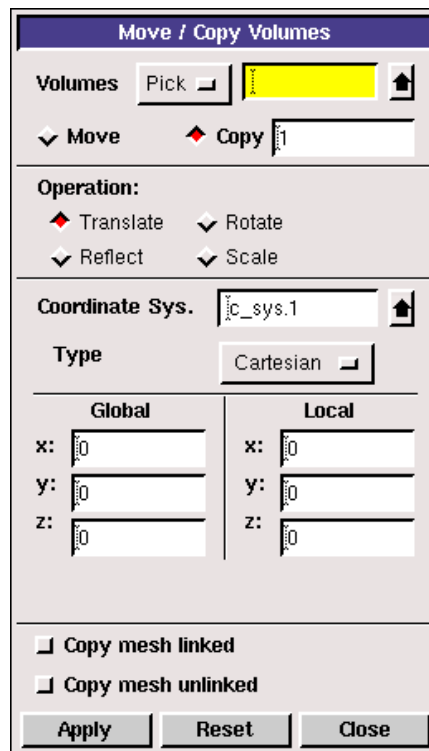 Move / Copy Volumes
Volumes Pick
Move Copy 1
Operation:
Translate Rotate
Reflect Scale
Coordinate Sys. c_sys.1
Type Cartesian
Global Local
x: 0 x: 0
y: 0 y: 0
z: 0 z: 0
Copy mesh linked
Copy mesh unlinked
Apply Reset Close